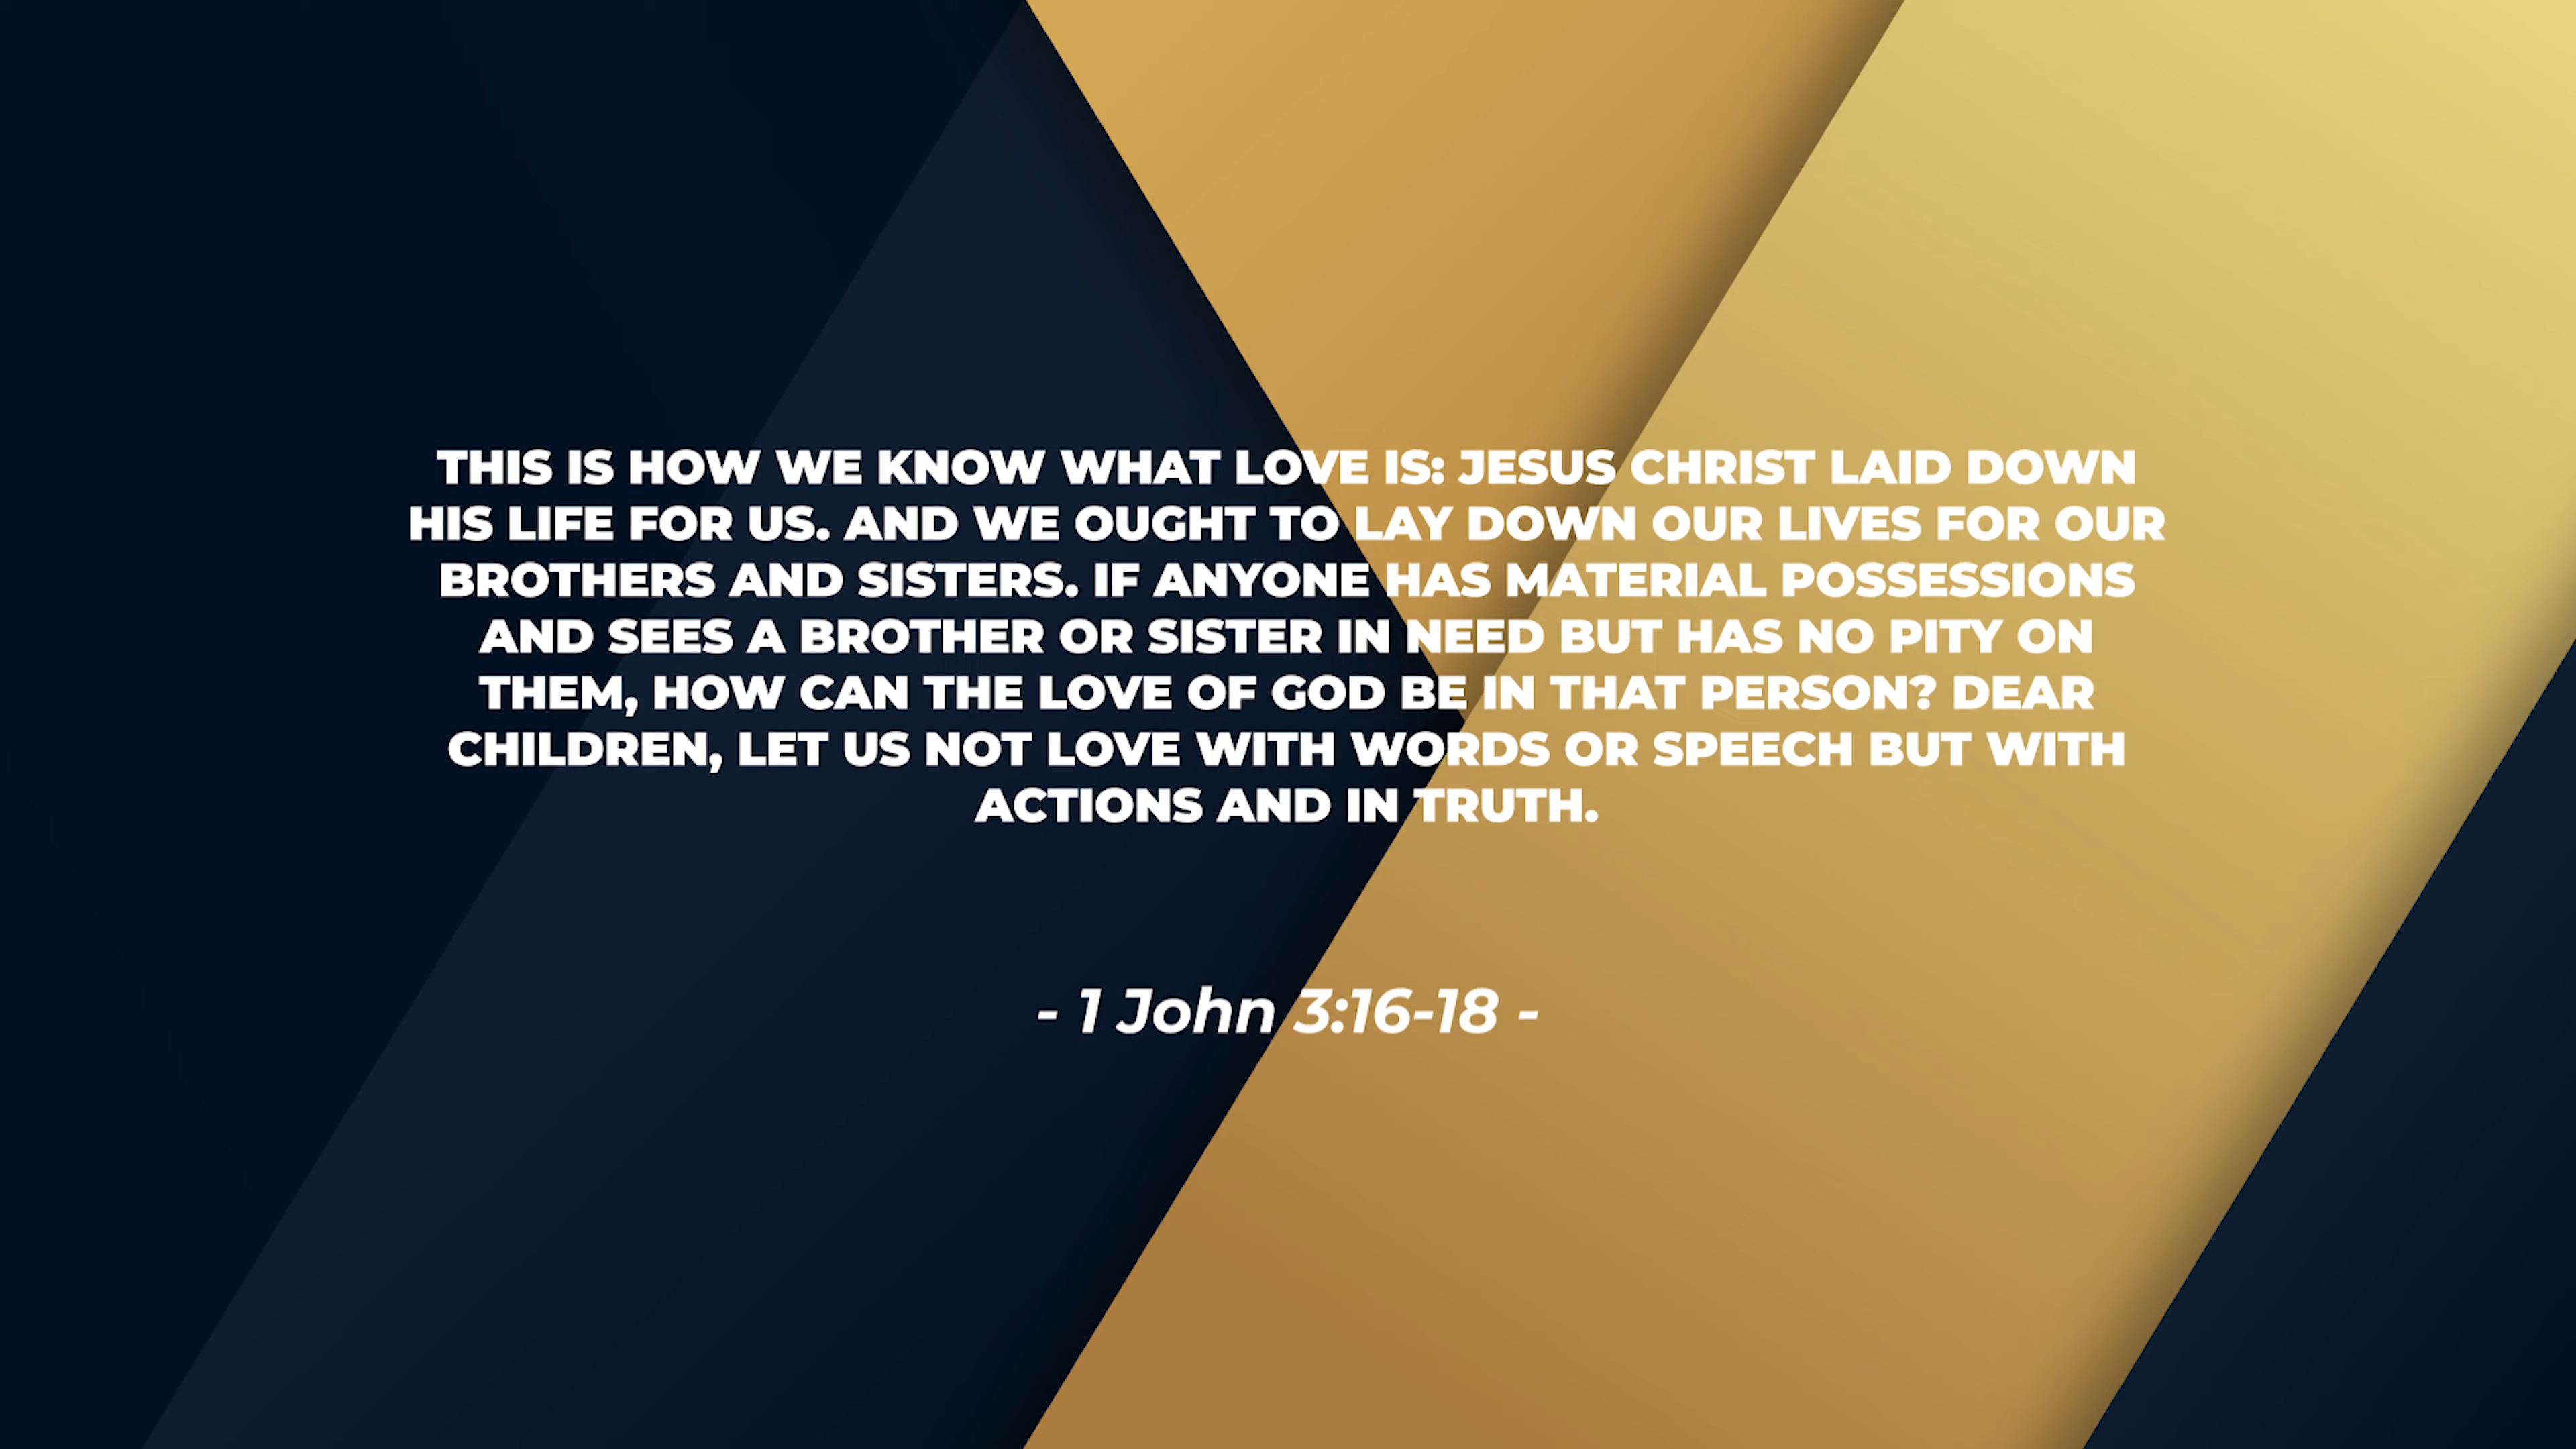 THIS IS HOW WE KNOW WHAT LOVE IS: JESUS CHRIST LAID DOWN
HIS LIFE FOR US. AND WE OUGHT TO LAY DOWN OUR LIVES FOR OUR
BROTHERS AND SISTERS. IF ANYONE HAS MATERIAL POSSESSIONS
AND SEES A BROTHER OR SISTER IN NEED BUT HAS NO PITY ON
THEM, HOW CAN THE LOVE OF GOD BE IN THAT PERSON? DEAR
CHILDREN, LET US NOT LOVE WITH WORDS OR SPEECH BUT WITH
ACTIONS AND IN TRUTH.
- 1 John 3:16-18 -